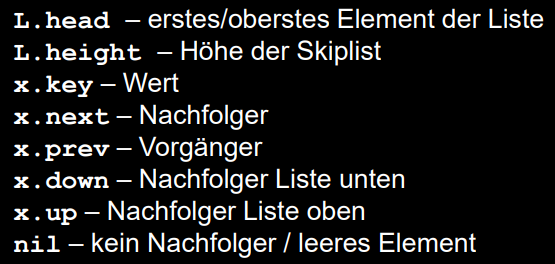 L.head – erstes/oberstes Element der Liste
L.height – Höhe der Skiplist
x.key – Wert
x.next – Nachfolger
x.prev – Vorgänger
x.down – Nachfolger Liste unten
x.up – Nachfolger Liste oben
nil – kein Nachfolger / leeres Element